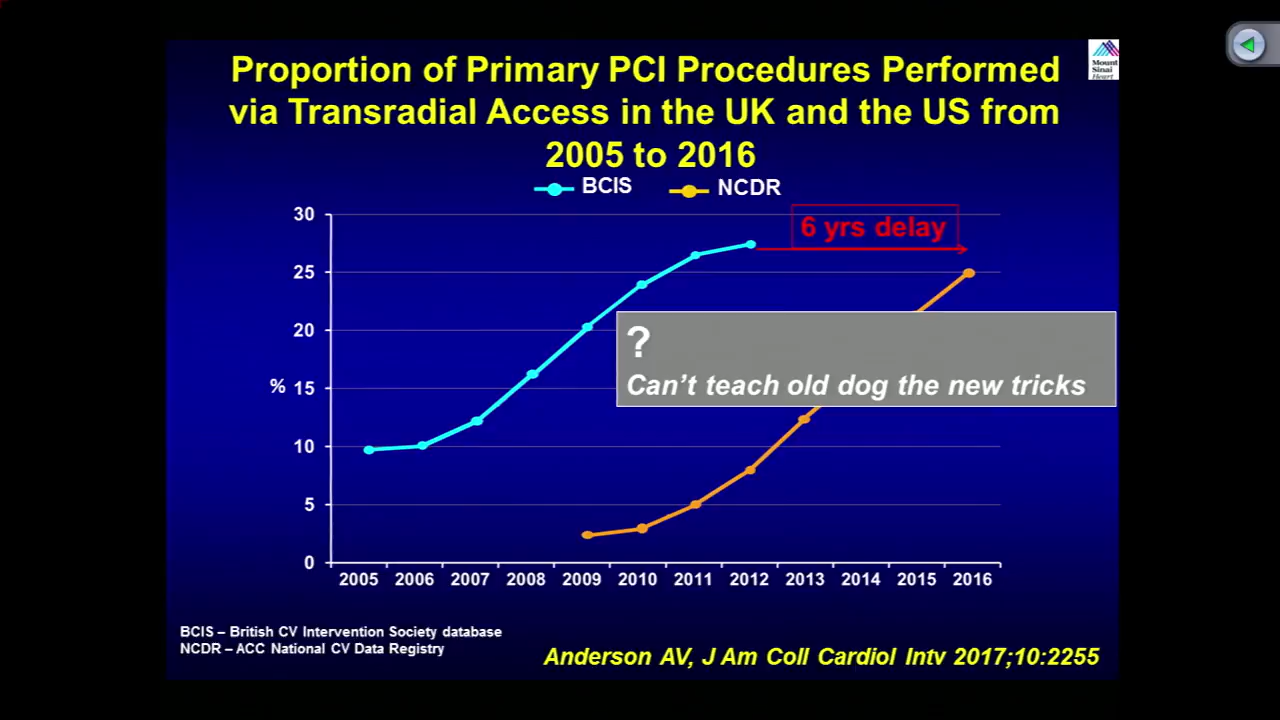 Proportion of Primary PCI Procedures Performed
via Transradial Access in the UK and the US from
2005 to 2016
Mount
Sinai
Heart
BCIS NCDR
30
6 yrs delay
25
20
?
% 15
Can't teach old dog the new tricks
10
5
0
2005 2006 2007 2008 2009 2010 2011 2012 2013 2014 2015 2016
BCIS – British CV Intervention Society database
NCDR – ACC National CV Data Registry
Anderson AV, J Am Coll Cardiol Intv 2017;10:2255